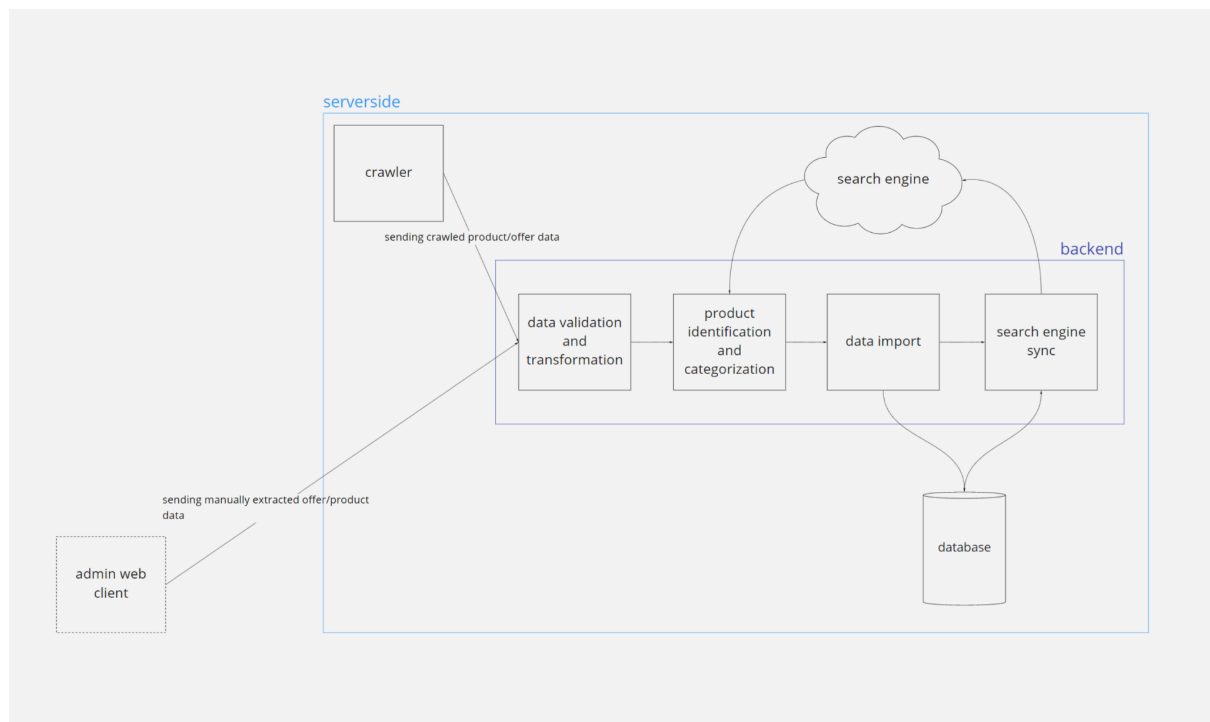 serverside
crawler
search engine
sending crawled product/offer data
backend
data validation
and
transformation
product
identification
and
categorization
data import
search engine
sync
sending manually extracted offer/product
data
database
admin web
client